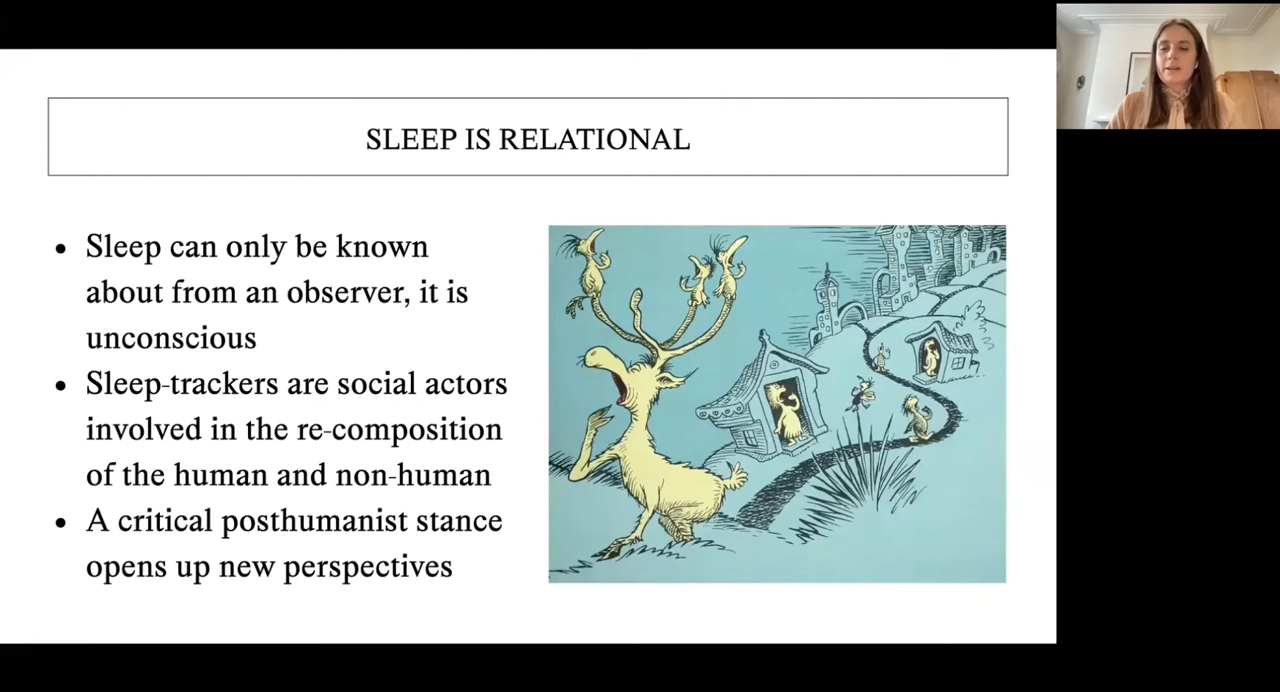 SLEEP IS RELATIONAL
• Sleep can only be known
about from an observer, it is
unconscious
• Sleep-trackers are social actors
involved in the re-composition
of the human and non-human
• A critical posthumanist stance
opens up new perspectives